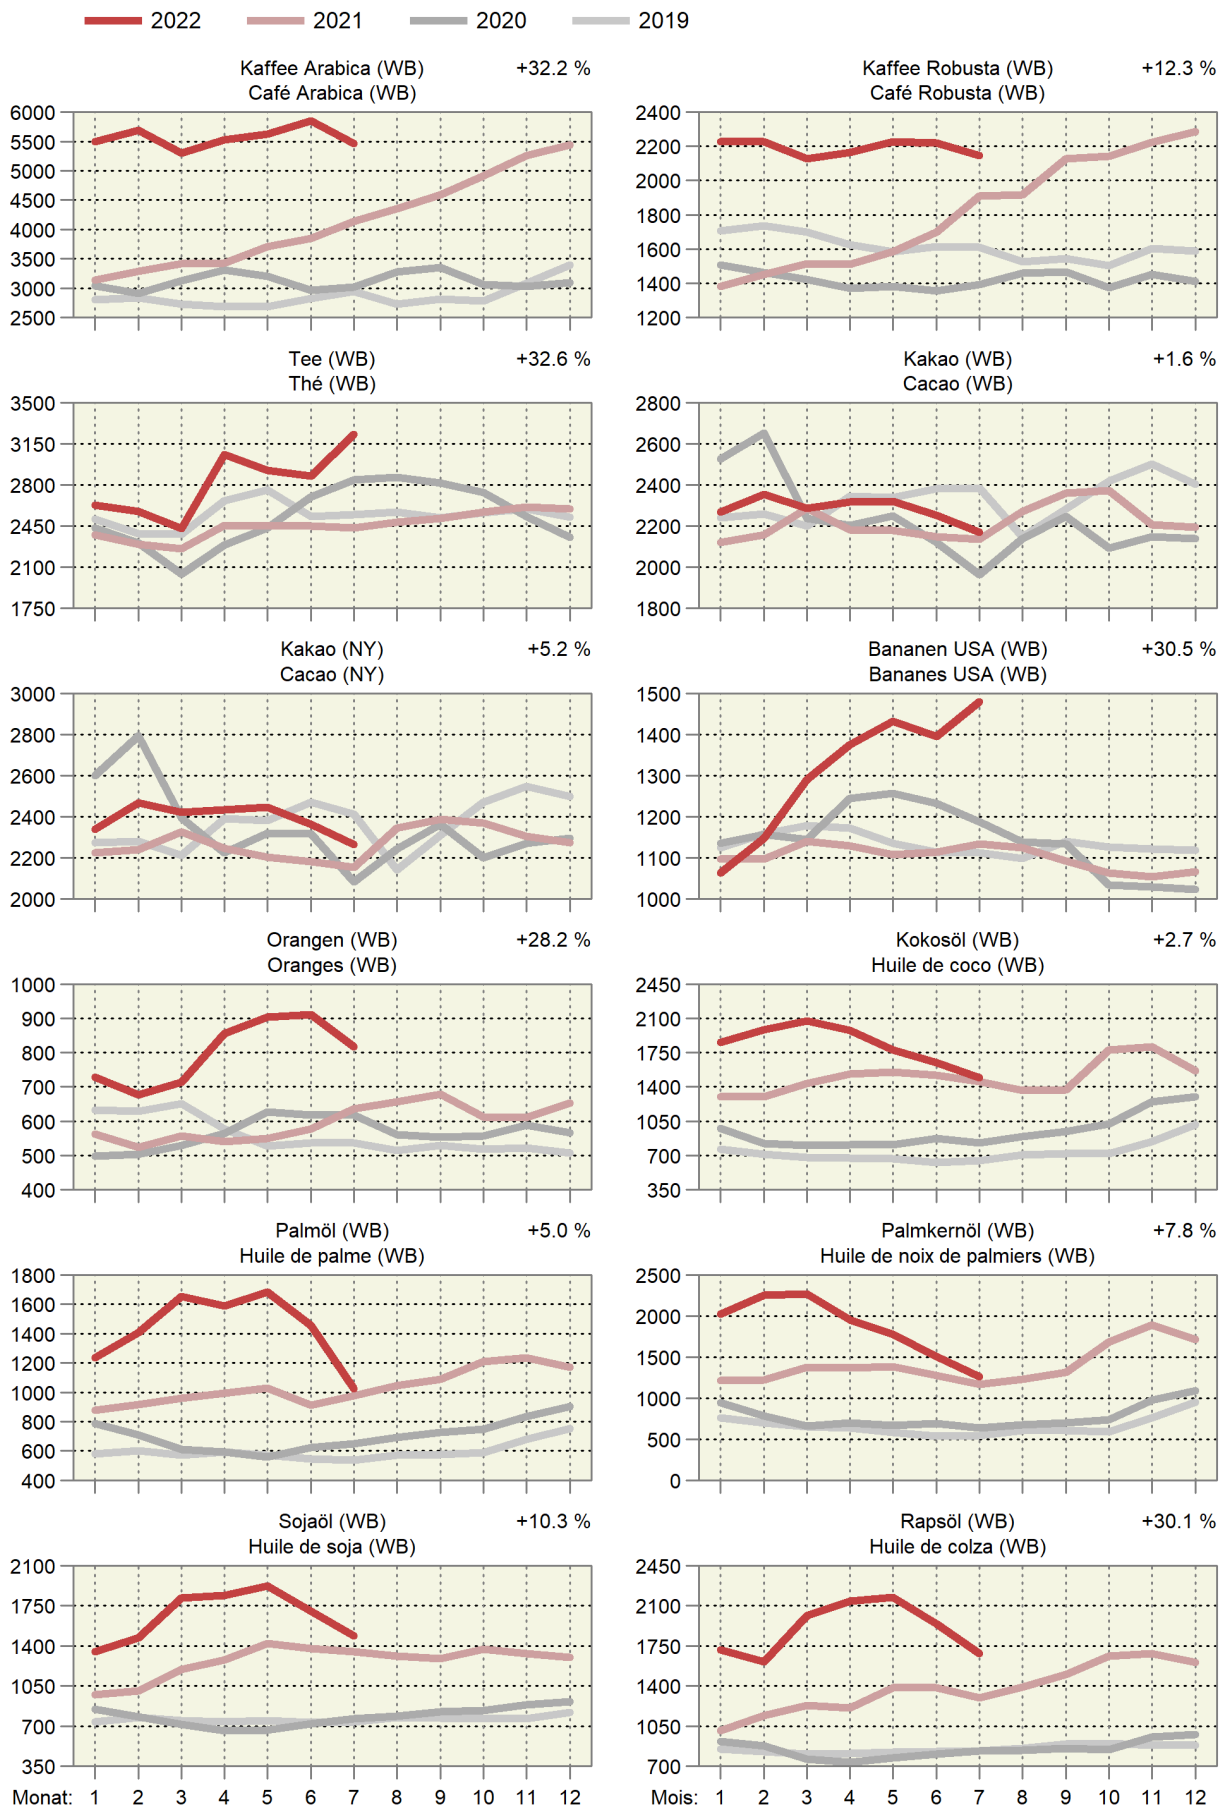 2022 2021 2020 2019
Kaffee Arabica (WB) +32.2 %
Café Arabica (WB)
6000
5500
5000
4500
4000
3500
3000
2500
Kaffee Robusta (WB) +12.3 %
Café Robusta (WB)
2400
2200
2000
1800
1600
1400
1200
Tee (WB) +32.6 %
Thé (WB)
3500
3150
2800
2450
2100
1750
Kakao (WB) +1.6 %
Cacao (WB)
2800
2600
2400
2200
2000
1800
Kakao (NY) +5.2 %
Cacao (NY)
3000
2800
2600
2400
2200
2000
Bananen USA (WB) +30.5 %
Bananes USA (WB)
1500
1400
1300
1200
1100
1000
Orangen (WB) +28.2 %
Oranges (WB)
1000
900
800
700
600
500
400
Kokosöl (WB) +2.7 %
Huile de coco (WB)
2450
2100
1750
1400
1050
700
350
Palmöl (WB) +5.0 %
Huile de palme (WB)
1800
1600
1400
1200
1000
800
600
400
Palmkernöl (WB) +7.8 %
Huile de noix de palmiers (WB)
2500
2000
1500
1000
500
0
Sojaöl (WB) +10.3 %
Huile de soja (WB)
2100
1750
1400
1050
700
350
Monat: 1 2 3 4 5 6 7 8 9 10 11 12
Rapsöl (WB) +30.1 %
Huile de colza (WB)
2450
2100
1750
1400
1050
700
Mois: 1 2 3 4 5 6 7 8 9 10 11 12